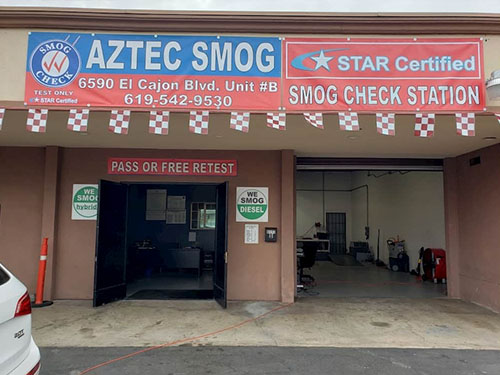 SMOG
CHECK
TEST ONLY
STAR Certified
AZTEC SMOG
6590 El Cajon Blvd. Unit #B
619-542-9530
STAR Certified
SMOG CHECK STATION
PASS OR FREE RETEST
WE
SMOG
hybrid
WE
SMOG
DIESEL